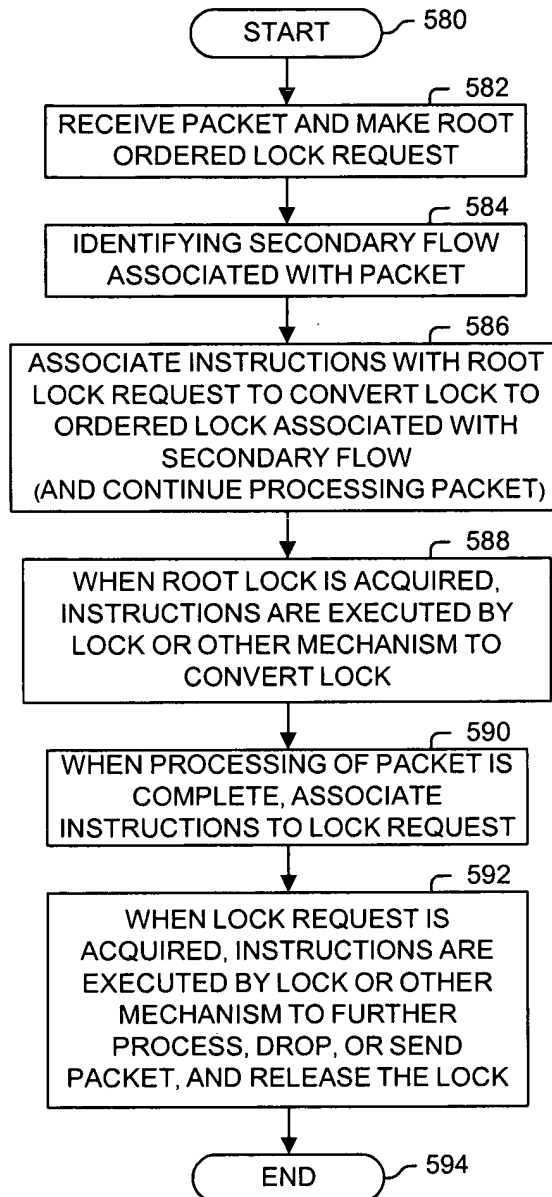 START
580
582
RECEIVE PACKET AND MAKE ROOT
ORDERED LOCK REQUEST
584
IDENTIFYING SECONDARY FLOW
ASSOCIATED WITH PACKET
586
ASSOCIATE INSTRUCTIONS WITH ROOT
LOCK REQUEST TO CONVERT LOCK TO
ORDERED LOCK ASSOCIATED WITH
SECONDARY FLOW
(AND CONTINUE PROCESSING PACKET)
588
WHEN ROOT LOCK IS ACQUIRED,
INSTRUCTIONS ARE EXECUTED BY
LOCK OR OTHER MECHANISM TO
CONVERT LOCK
590
WHEN PROCESSING OF PACKET IS
COMPLETE, ASSOCIATE
INSTRUCTIONS TO LOCK REQUEST
592
WHEN LOCK REQUEST IS
ACQUIRED, INSTRUCTIONS ARE
EXECUTED BY LOCK OR OTHER
MECHANISM TO FURTHER
PROCESS, DROP, OR SEND
PACKET, AND RELEASE THE LOCK
END
594